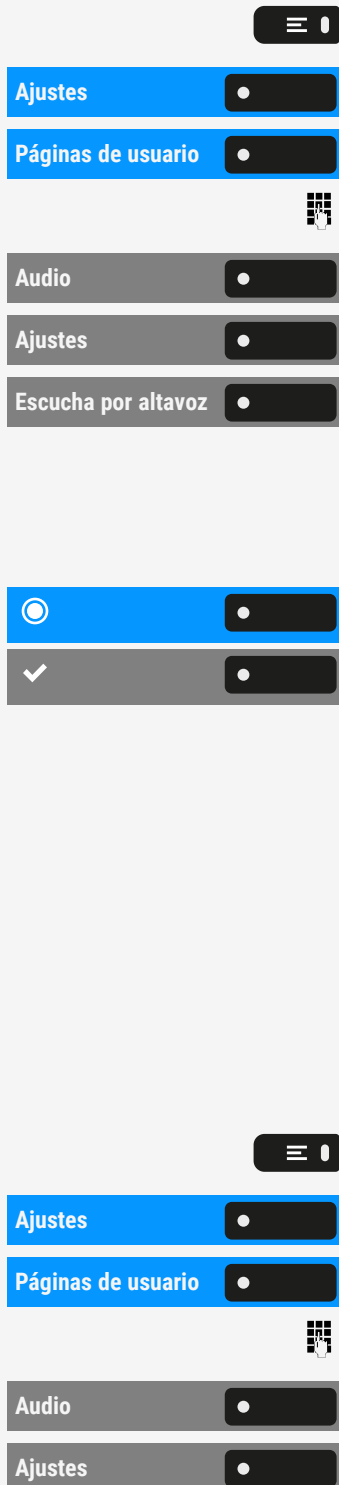 Ajustes
Páginas de usuario
Audio
Ajustes
Escucha por altavoz
Ajustes
Páginas de usuario
Audio
Ajustes